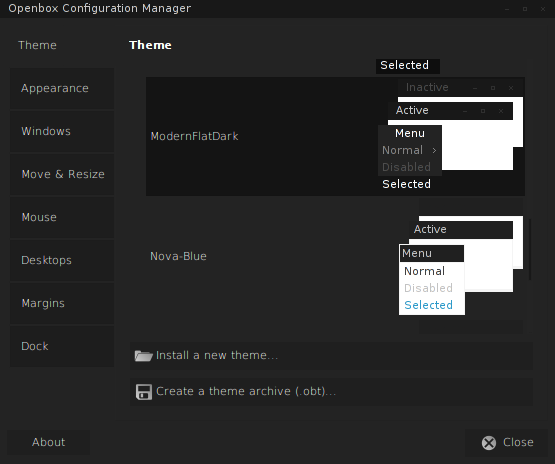 Openbox Configuration Manager
Theme
Appearance
Windows
Move & Resize
Mouse
Desktops
Margins
Dock
Theme
Selected
Inactive
Active
Menu
Normal
Disabled
Selected
ModernFlatDark
Active
Menu
Normal
Disabled
Selected
Nova-Blue
Install a new theme...
Create a theme archive (.obt)...
About
Close